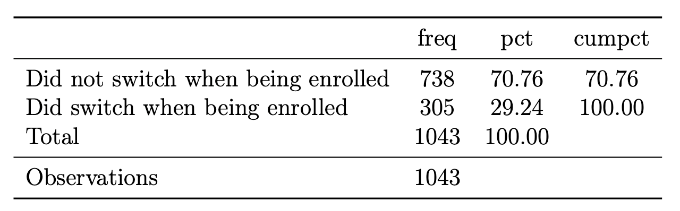 freq pct cumpct
Did not switch when being enrolled 738 70.76 70.76
Did switch when being enrolled 305 29.24 100.00
Total 1043 100.00
Observations 1043